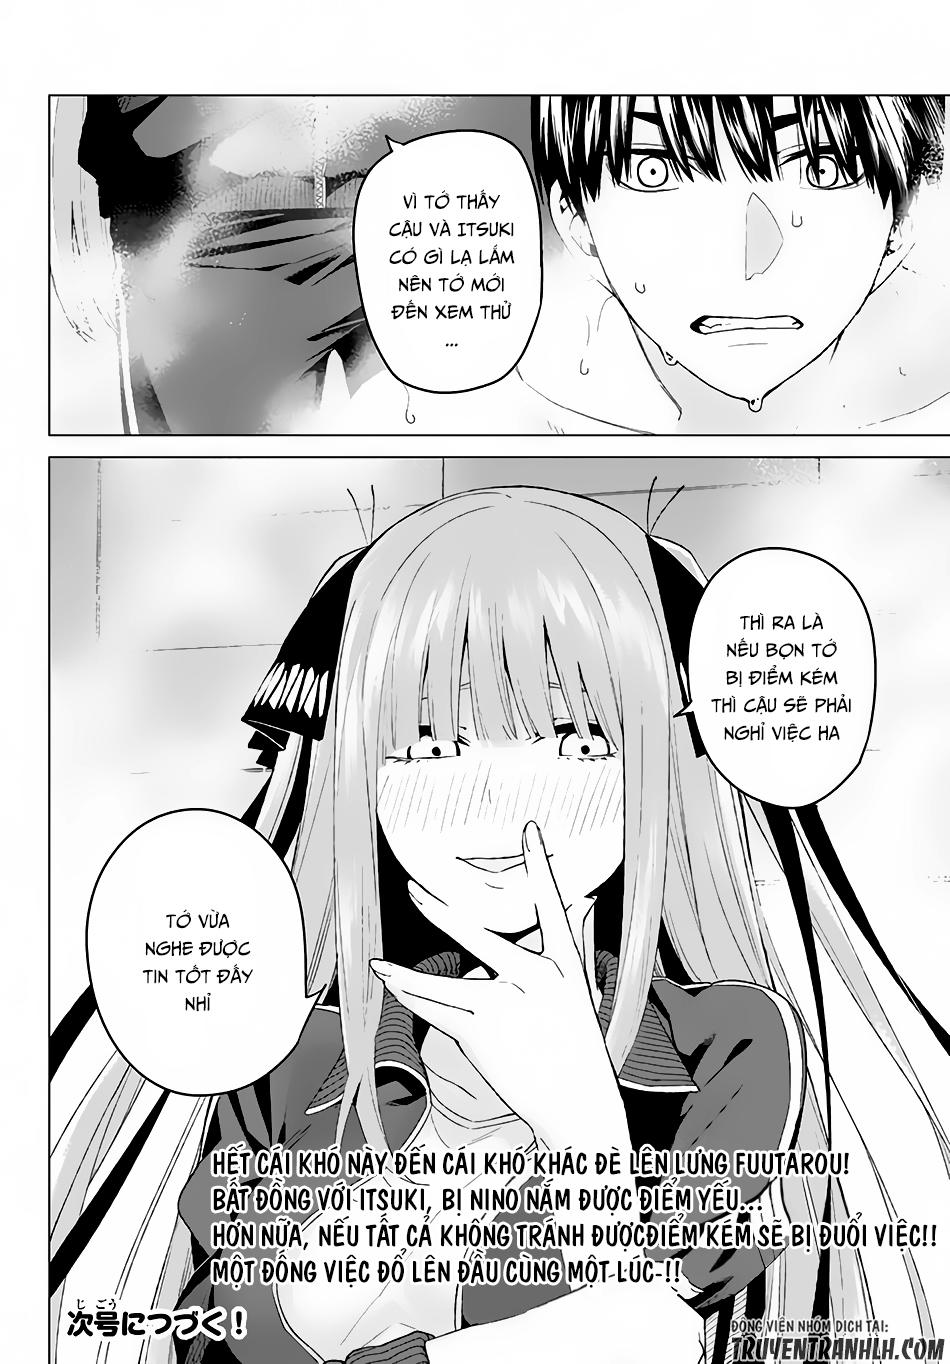 VÌ TỚ THẤY
CẬU VÀ ITSUKI
CÓ GÌ LẠ LẮM
NÊN TỚ MỚI
ĐẾN XEM THỬ
...
THÌ RA LÀ
NẾU BỌN TỚ
BỊ ĐIỂM KÉM
THÌ CẬU SẼ PHẢI
NGHỈ VIỆC HA
TỚ VỪA
NGHE ĐƯỢC
TIN TỐT ĐẤY
NHỈ
HẾT CÁI KHÓ NÀY ĐẾN CÁI KHÓ KHÁC ĐÈ LÊN LƯNG FUUTAROU!
BẤT ĐỒNG VỚI ITSUKI, BỊ NINO NẮM ĐƯỢC ĐIỂM YẾU...
HƠN NỮA, NẾU TẤT CẢ KHÔNG TRÁNH ĐƯỢCĐIỂM KÉM SẼ BỊ ĐUỔI VIỆC!!
MỘT ĐỐNG VIỆC ĐỔ LÊN ĐẦU CÙNG MỘT LÚC-!!
じごう
次号につづく！
ĐỘNG VIÊN NHÓM DỊCH TẠI:
TRUYENTRANHLH.COM